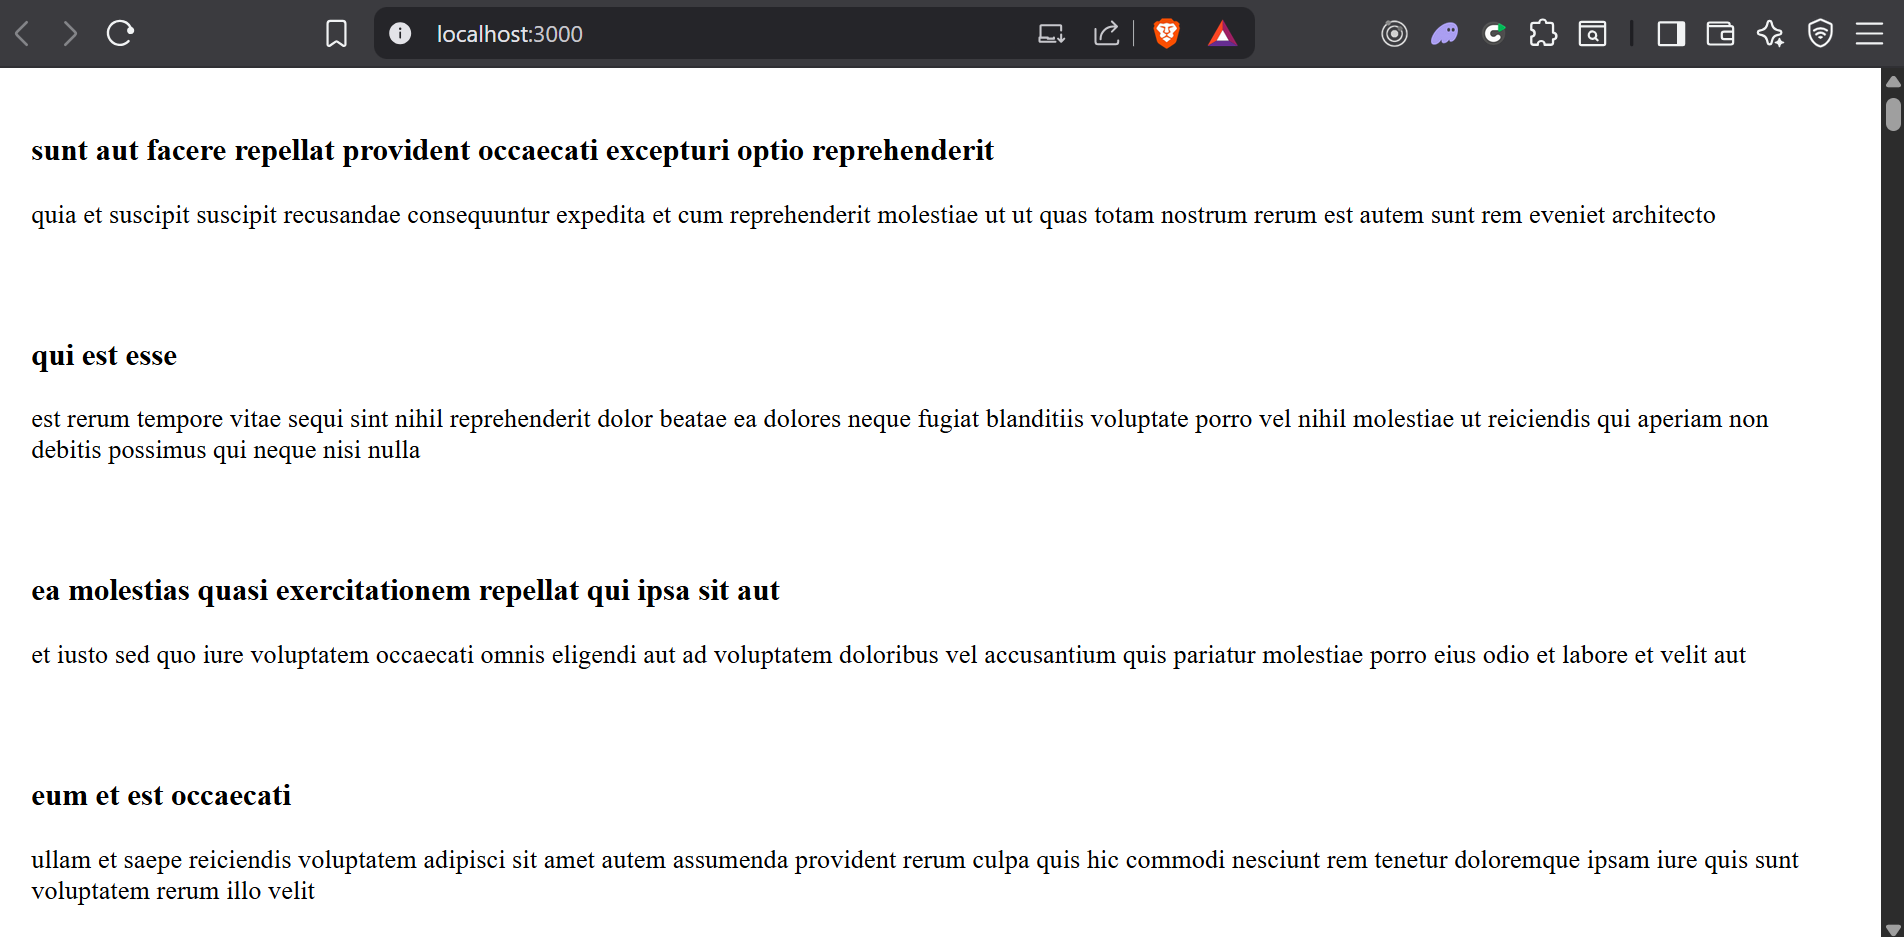 localhost:3000
sunt aut facere repellat provident occaecati excepturi optio reprehenderit
quia et suscipit suscipit recusandae consequuntur expedita et cum reprehenderit molestiae ut ut quas totam nostrum rerum est autem sunt rem eveniet architecto
qui est esse
est rerum tempore vitae sequi sint nihil reprehenderit dolor beatae ea dolores neque fugiat blanditiis voluptate porro vel nihil molestiae ut reiciendis qui aperiam non
debitis possimus qui neque nisi nulla
ea molestias quasi exercitationem repellat qui ipsa sit aut
et iusto sed quo iure voluptatem occaecati omnis eligendi aut ad voluptatem doloribus vel accusantium quis pariatur molestiae porro eius odio et labore et velit aut
eum et est occaecati
ullam et saepe reiciendis voluptatem adipisci sit amet autem assumenda provident rerum culpa quis hic commodi nesciunt rem tenetur doloremque ipsam iure quis sunt
voluptatem rerum illo velit